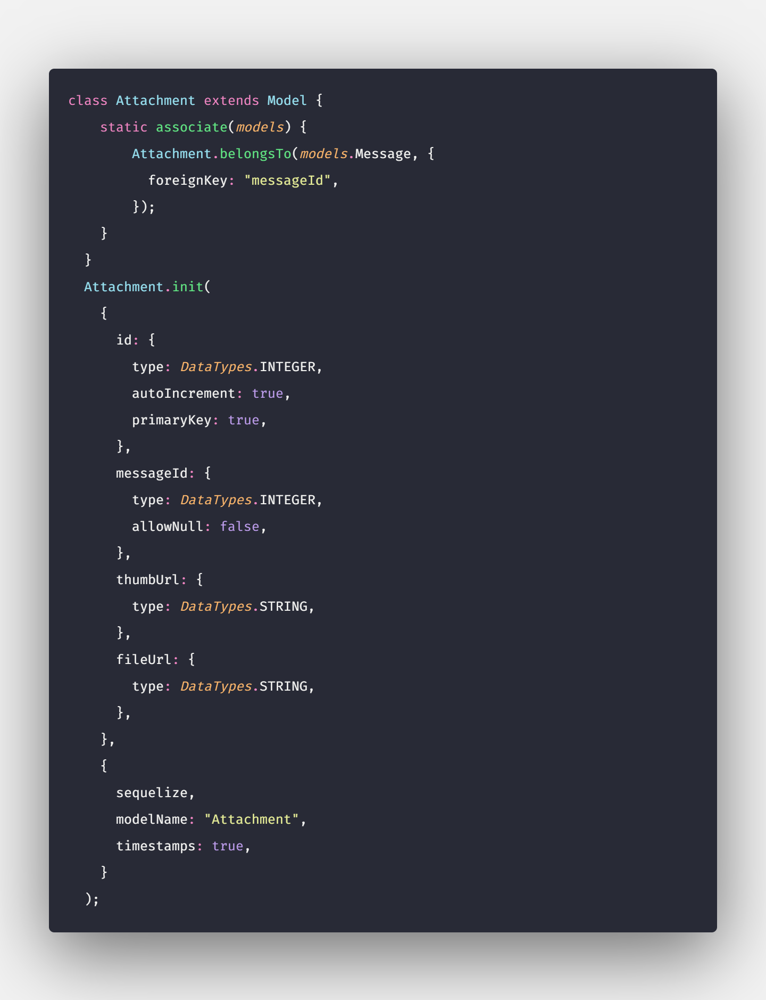 class Attachment extends Model {
    static associate(models) {
        Attachment.belongsTo(models.Message, {
          foreignKey: "messageId",
        });
    }
  }
  Attachment.init(
    {
      id: {
        type: DataTypes.INTEGER,
        autoIncrement: true,
        primaryKey: true,
      },
      messageId: {
        type: DataTypes.INTEGER,
        allowNull: false,
      },
      thumbUrl: {
        type: DataTypes.STRING,
      },
      fileUrl: {
        type: DataTypes.STRING,
      },
    },
    {
      sequelize,
      modelName: "Attachment",
      timestamps: true,
    }
  );